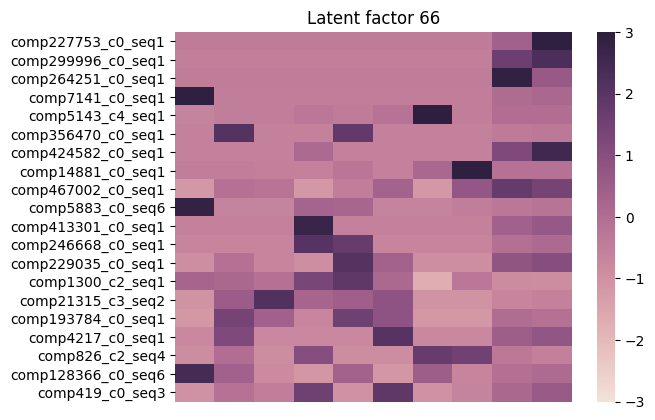 Latent factor 66
comp227753_c0_seq1
comp299996_c0_seq1
comp264251_c0_seq1
comp7141_c0_seq1
comp5143_c4_seq1
comp356470_c0_seq1
comp424582_c0_seq1
comp14881_c0_seq1
comp467002_c0_seq1
comp5883_c0_seq6
comp413301_c0_seq1
comp246668_c0_seq1
comp229035_c0_seq1
comp1300_c2_seq1
comp21315_c3_seq2
comp193784_c0_seq1
comp4217_c0_seq1
comp826_c2_seq4
comp128366_c0_seq6
comp419_c0_seq3
3
2
1
0
−1
−2
−3